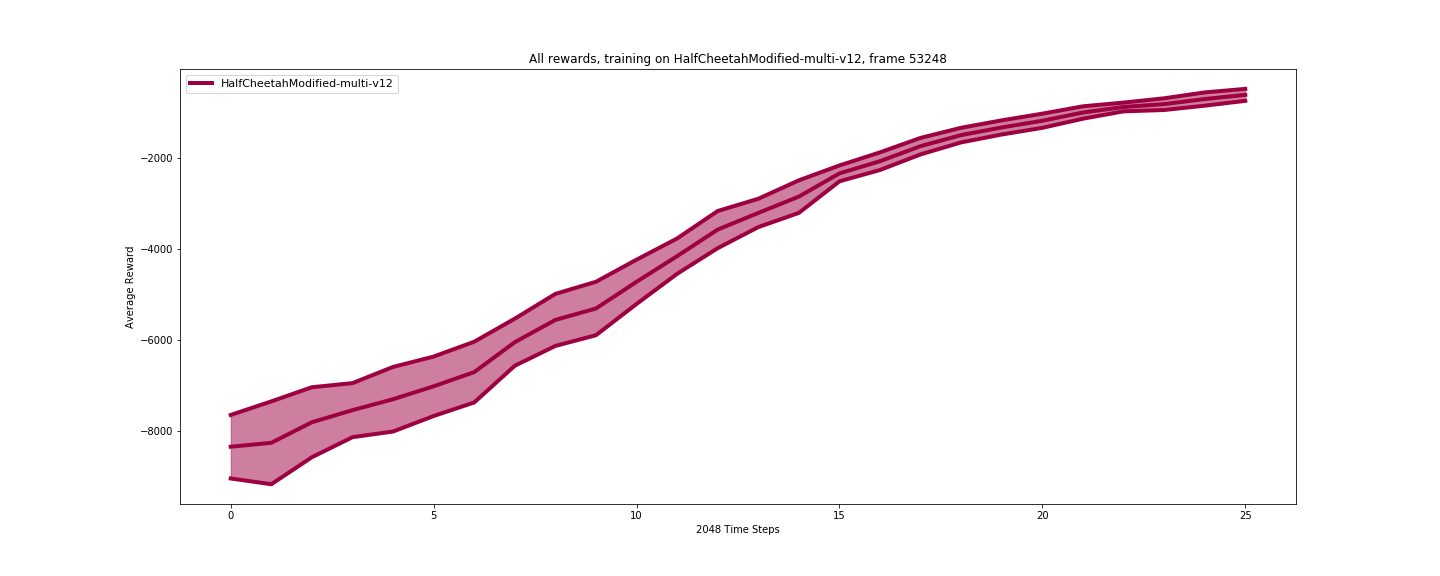 All rewards, training on HalfCheetahModified-multi-v12, frame 53248
HalfCheetahModified-multi-v12
Average Reward
−2000
−4000
−6000
−8000
0 5 10 15 20 25
2048 Time Steps